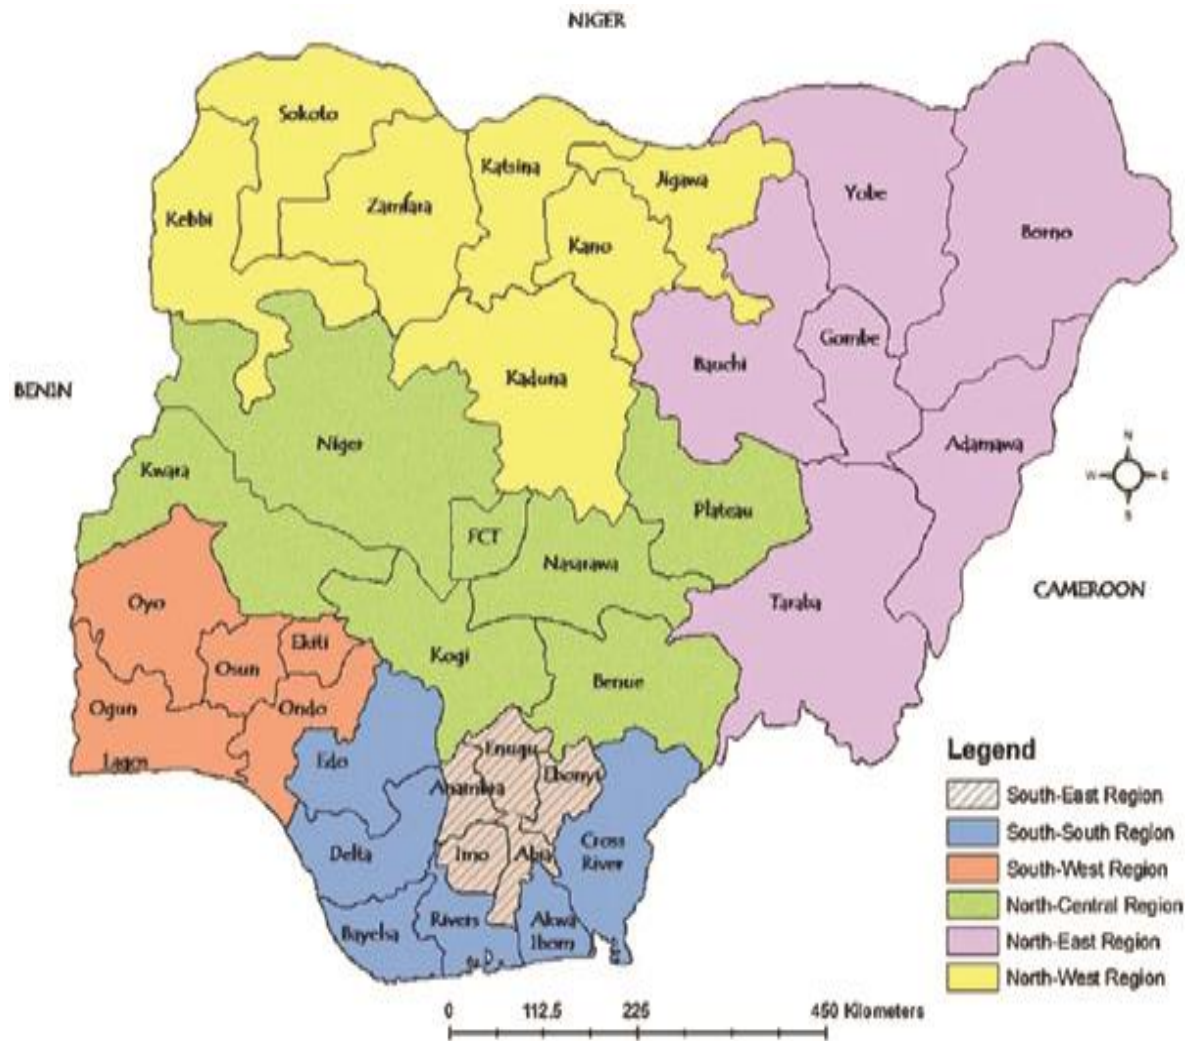 NIGER
Sokoto
Katsina
Jigawa
Zamfara
Yobe
Kebbi
Borno
Kano
Gombe
Bauchi
Kaduna
BENIN
Niger
Adamawa
Kwara
N
W
E
S
Plateau
FCT
Nasarawa
CAMEROON
Oyo
Taraba
Ekiti
Kogi
Osun
Benue
Ogun
Ondo
Enugu
Lagos
Edo
Ebonyi
Anambra
Cross
River
Delta
Imo
Abia
Rivers
Akwa
Ibom
Bayelsa
Legend
South-East Region
South-South Region
South-West Region
North-Central Region
North-East Region
North-West Region
0 112.5 225 450 Kilometers